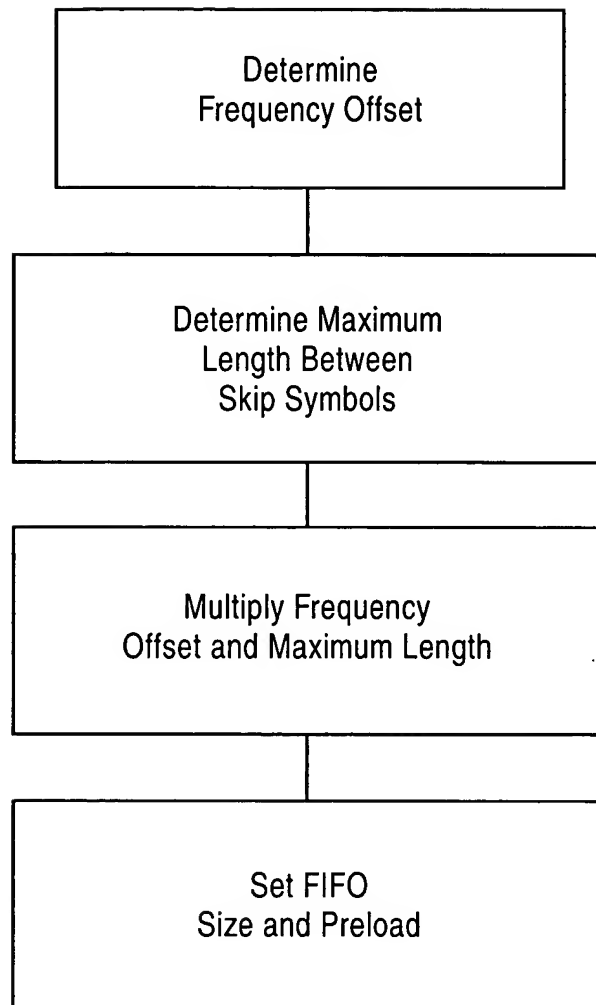 Determine
Frequency Offset
Determine Maximum
Length Between
Skip Symbols
Multiply Frequency
Offset and Maximum Length
Set FIFO
Size and Preload